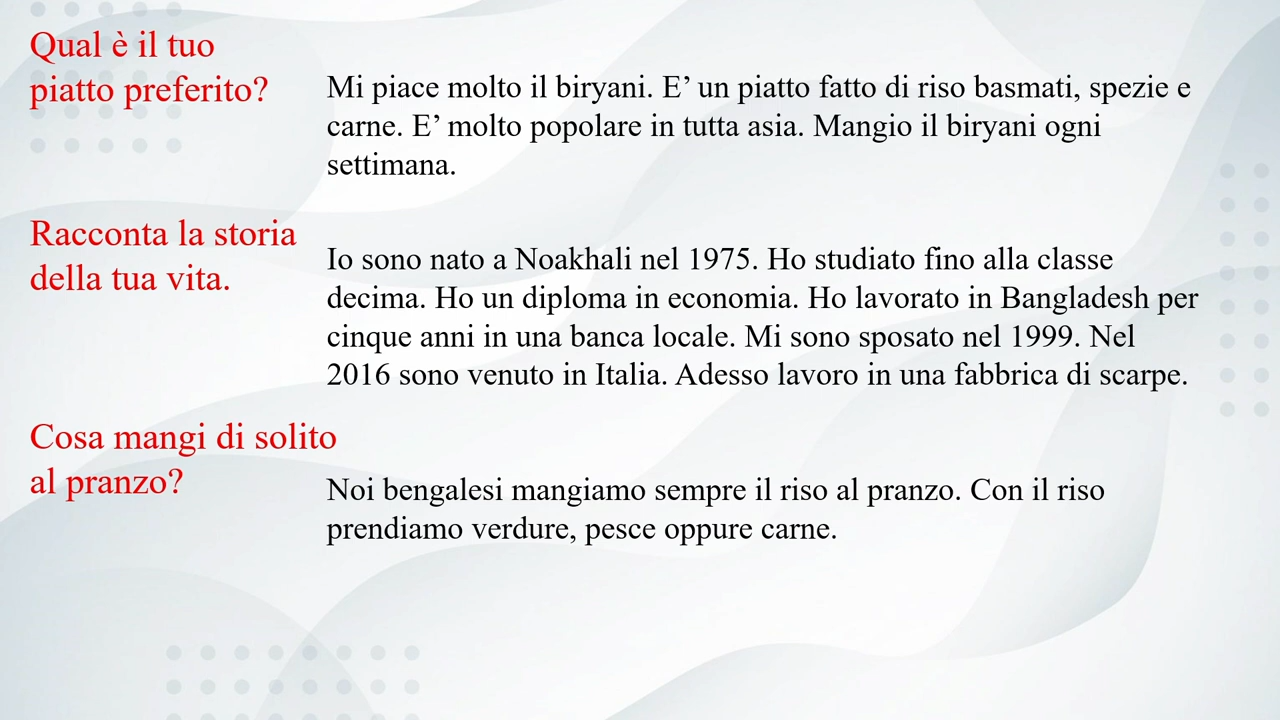 Qual è il tuo
piatto preferito?
Mi piace molto il biryani. E’ un piatto fatto di riso basmati, spezie e
carne. E’ molto popolare in tutta asia. Mangio il biryani ogni
settimana.
Racconta la storia
della tua vita.
Io sono nato a Noakhali nel 1975. Ho studiato fino alla classe
decima. Ho un diploma in economia. Ho lavorato in Bangladesh per
cinque anni in una banca locale. Mi sono sposato nel 1999. Nel
2016 sono venuto in Italia. Adesso lavoro in una fabbrica di scarpe.
Cosa mangi di solito
al pranzo?
Noi bengalesi mangiamo sempre il riso al pranzo. Con il riso
prendiamo verdure, pesce oppure carne.